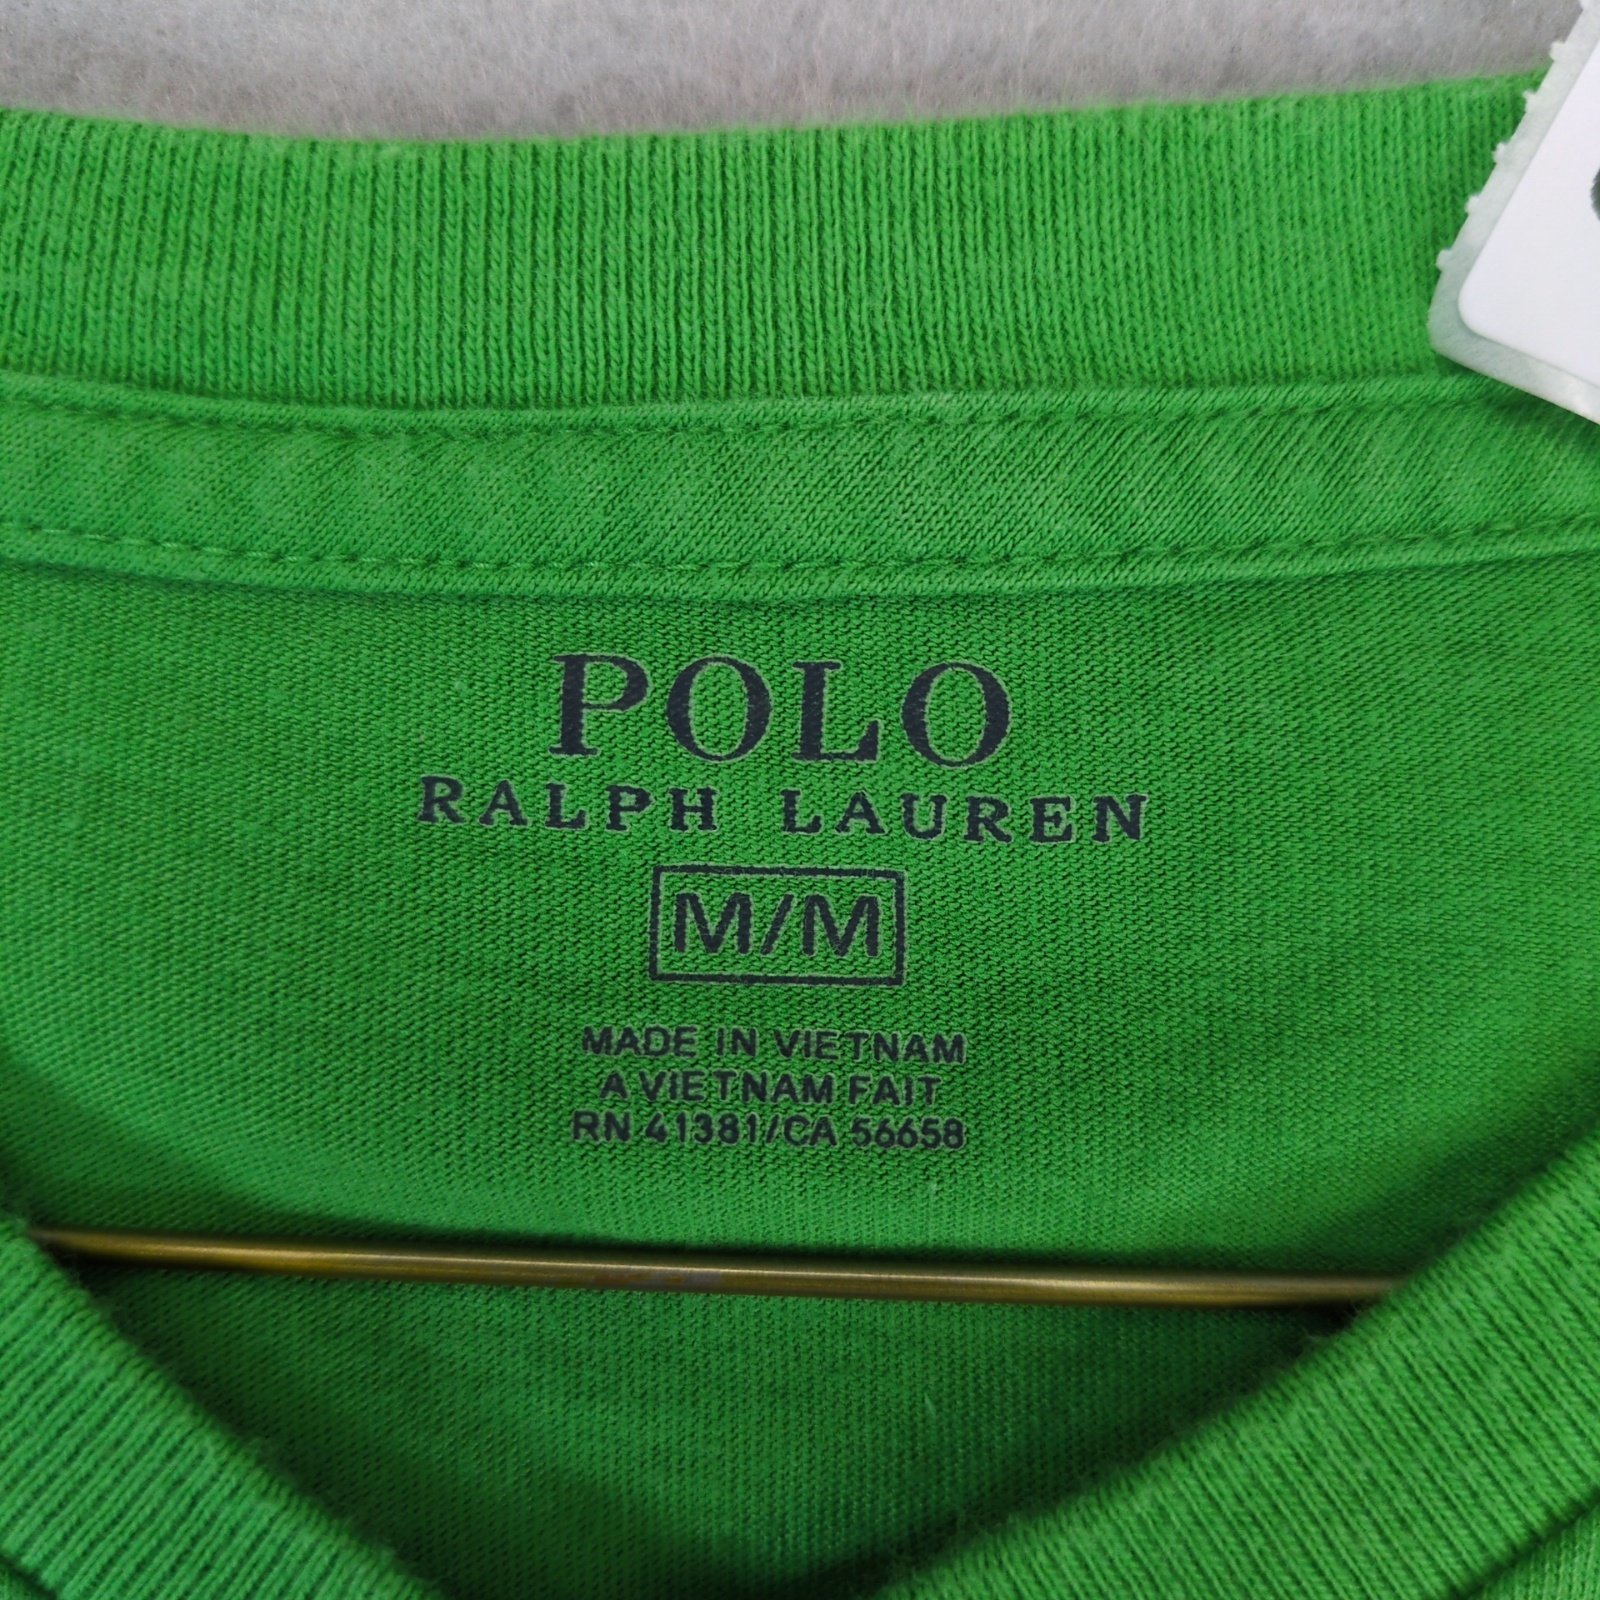 POLO
RALPH LAUREN
M/M
MADE IN VIETNAM
A VIETNAM FAIT
RN 41381/CA 56658